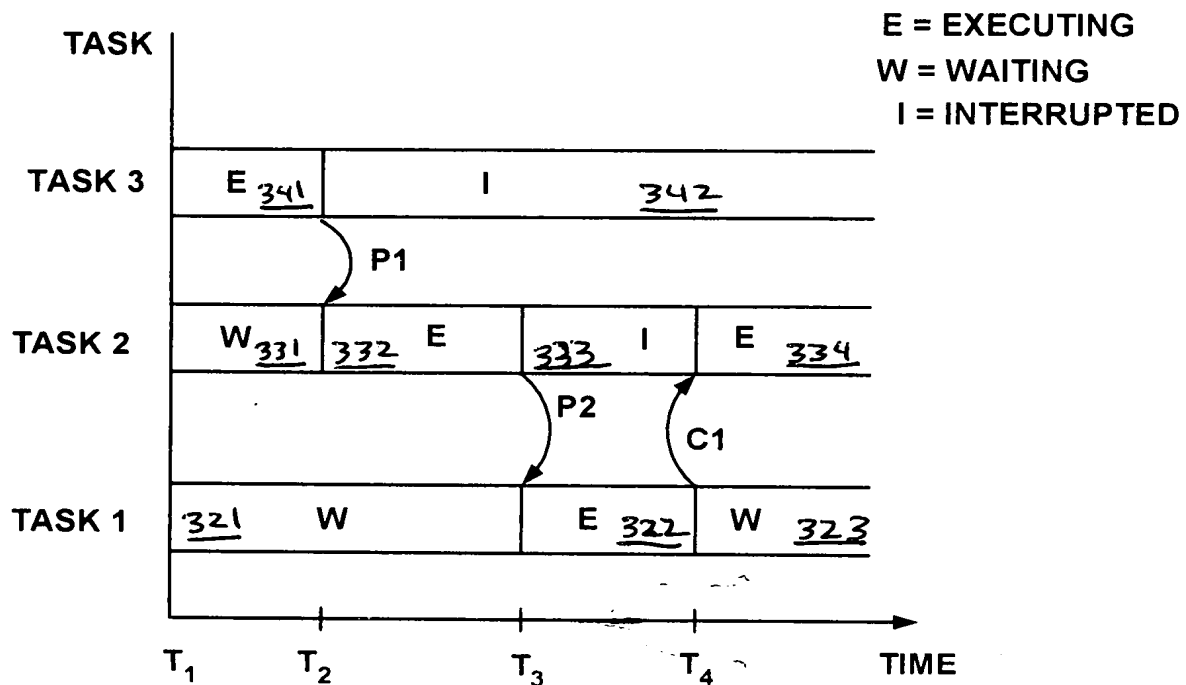 TASK
E = EXECUTING
W = WAITING
I = INTERRUPTED
TASK 3
E 341
I
342
P1
TASK 2
W 331
332 E
333 I
E 334
P2
C1
TASK 1
321 W
E 322
W 323
T1 T2 T3 T4 TIME